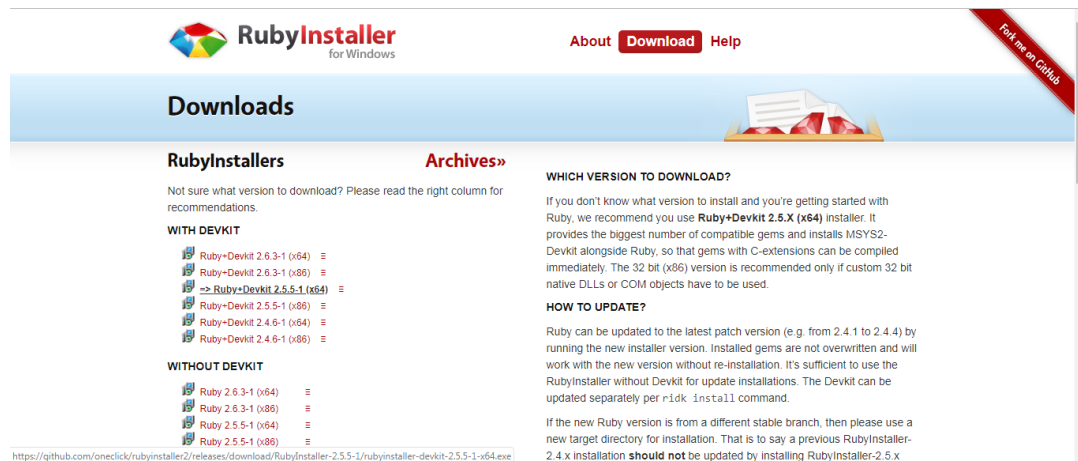 RubyInstaller
for Windows
About Download Help
Fork me on GitHub
Downloads
RubyInstallers Archives»
Not sure what version to download? Please read the right column for
recommendations.
WITH DEVKIT
Ruby+Devkit 2.6.3-1 (x64)
Ruby+Devkit 2.6.3-1 (x86)
=> Ruby+Devkit 2.5.5-1 (x64)
Ruby+Devkit 2.5.5-1 (x86)
Ruby+Devkit 2.4.6-1 (x64)
Ruby+Devkit 2.4.6-1 (x86)
WITHOUT DEVKIT
Ruby 2.6.3-1 (x64)
Ruby 2.6.3-1 (x86)
Ruby 2.5.5-1 (x64)
Ruby 2.5.5-1 (x86)
WHICH VERSION TO DOWNLOAD?
If you don't know what version to install and you're getting started with
Ruby, we recommend you use Ruby+Devkit 2.5.X (x64) installer. It
provides the biggest number of compatible gems and installs MSYS2-
Devkit alongside Ruby, so that gems with C-extensions can be compiled
immediately. The 32 bit (x86) version is recommended only if custom 32 bit
native DLLs or COM objects have to be used.
HOW TO UPDATE?
Ruby can be updated to the latest patch version (e.g. from 2.4.1 to 2.4.4) by
running the new installer version. Installed gems are not overwritten and will
work with the new version without re-installation. It's sufficient to use the
RubyInstaller without Devkit for update installations. The Devkit can be
updated separately per ridk install command.
If the new Ruby version is from a different stable branch, then please use a
new target directory for installation. That is to say a previous RubyInstaller-
2.4.x installation should not be updated by installing RubyInstaller-2.5.x
https://github.com/oneclick/rubyinstaller2/releases/download/RubyInstaller-2.5.5-1/rubyinstaller-devkit-2.5.5-1-x64.exe